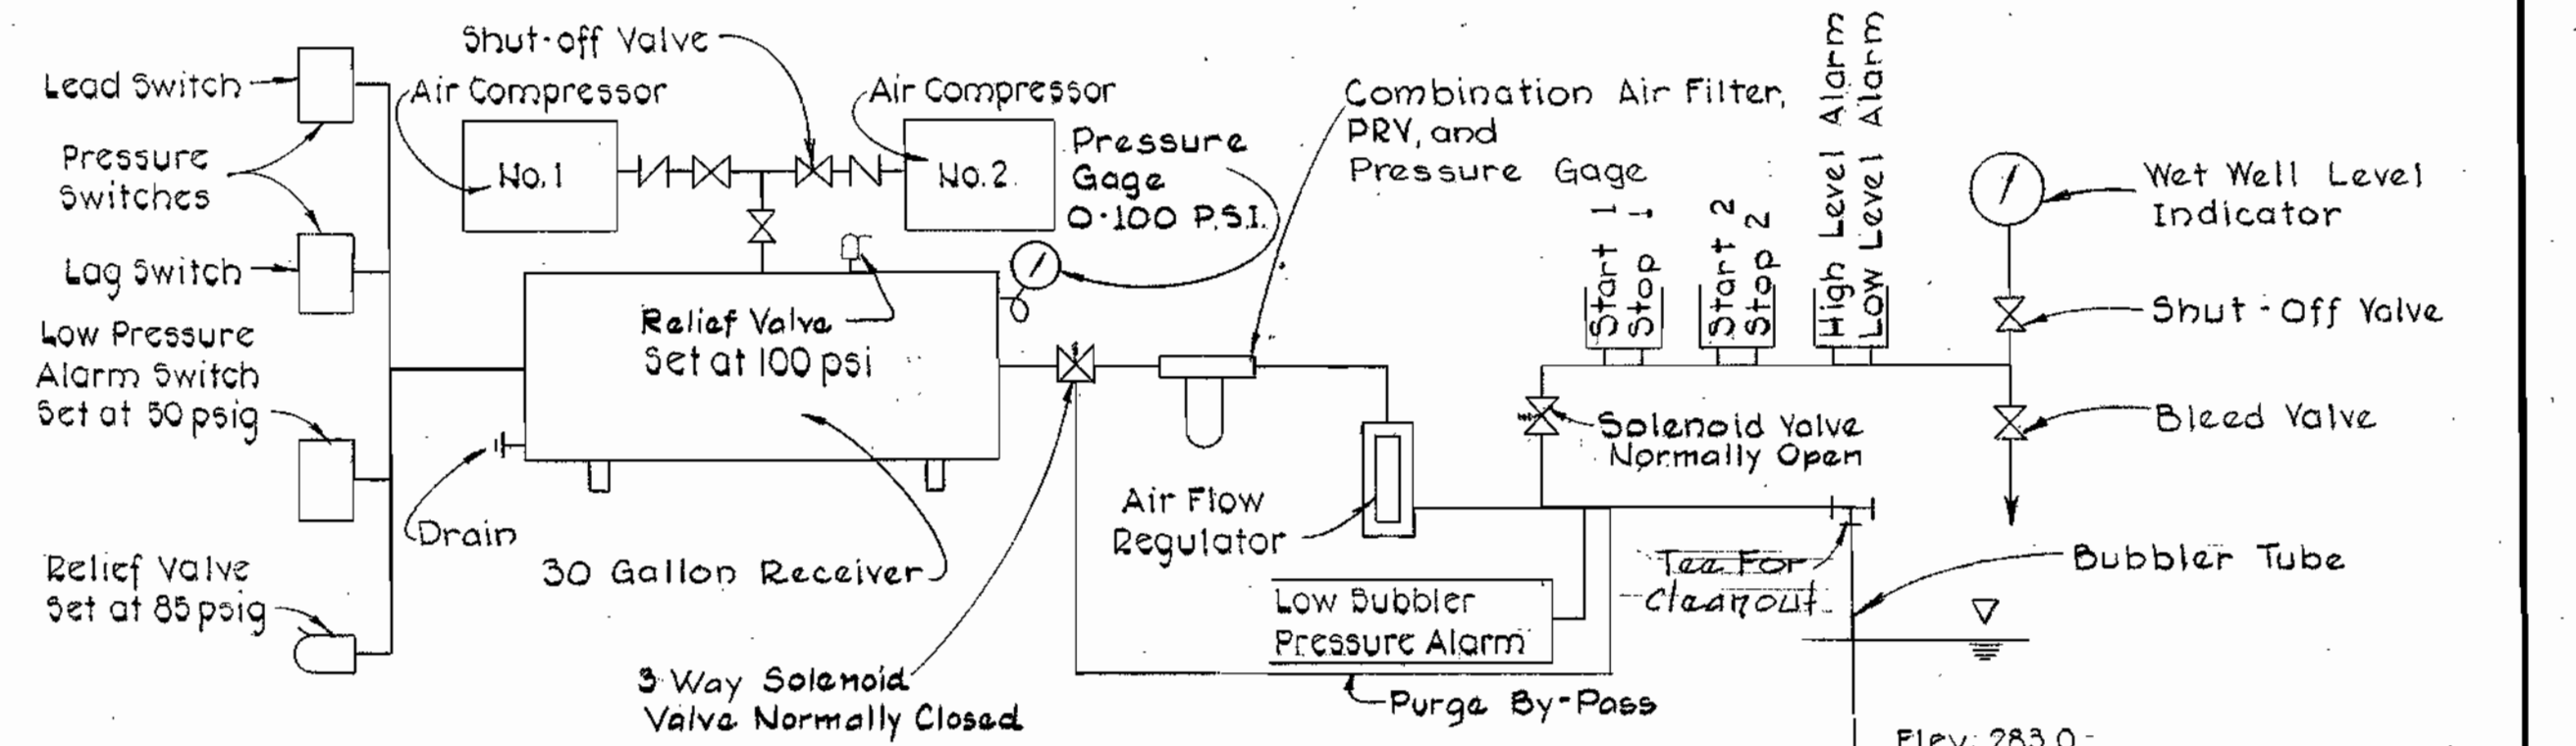 Shut-off Valve
Lead Switch
Air Compressor
Air Compressor
Combination Air Filter,
PRV, and
Pressure Gage
Pressure
Switches
No. 1
No. 2.
Pressure
Gage
0-100 P.S.I.
Start 1
Stop 1
Start 2
Stop 2
High Level Alarm
Low Level Alarm
Wet Well Level
Indicator
Lag Switch
Relief Valve
Set at 100 psi
Shut-Off Valve
Low Pressure
Alarm Switch
Set at 50 psig
Solenoid Valve
Normally Open
Bleed Valve
Drain
30 Gallon Receiver
Air Flow
Regulator
Tee For
Cleanout
Bubbler Tube
Relief Valve
Set at 85 psig
Low Bubbler
Pressure Alarm
3 Way Solenoid
Valve Normally Closed
Purge By-Pass
Elev. 283.0